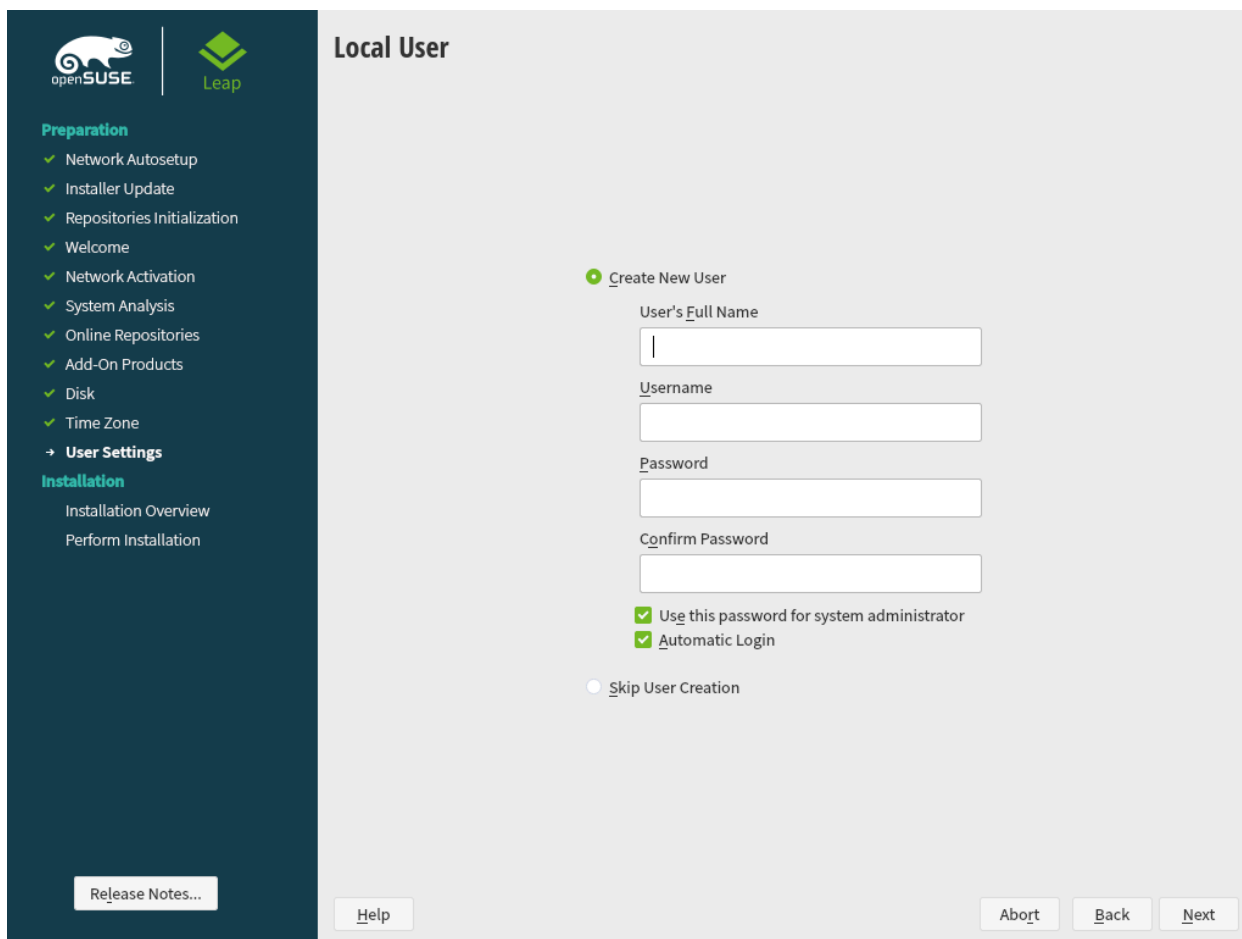 openSUSE.
Leap
Preparation
Network Autosetup
Installer Update
Repositories Initialization
Welcome
Network Activation
System Analysis
Online Repositories
Add-On Products
Disk
Time Zone
User Settings
Installation
Installation Overview
Perform Installation
Release Notes...
Local User
Create New User
User's Full Name
Username
Password
Confirm Password
Use this password for system administrator
Automatic Login
Skip User Creation
Help
Abort
Back
Next